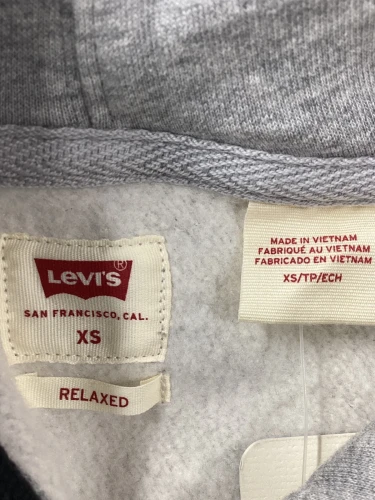 LEVI'S®
SAN FRANCISCO, CAL.
XS
RELAXED
MADE IN VIETNAM
FABRIQUÉ AU VIETNAM
FABRICADO EN VIETNAM
XS/TP/ECH